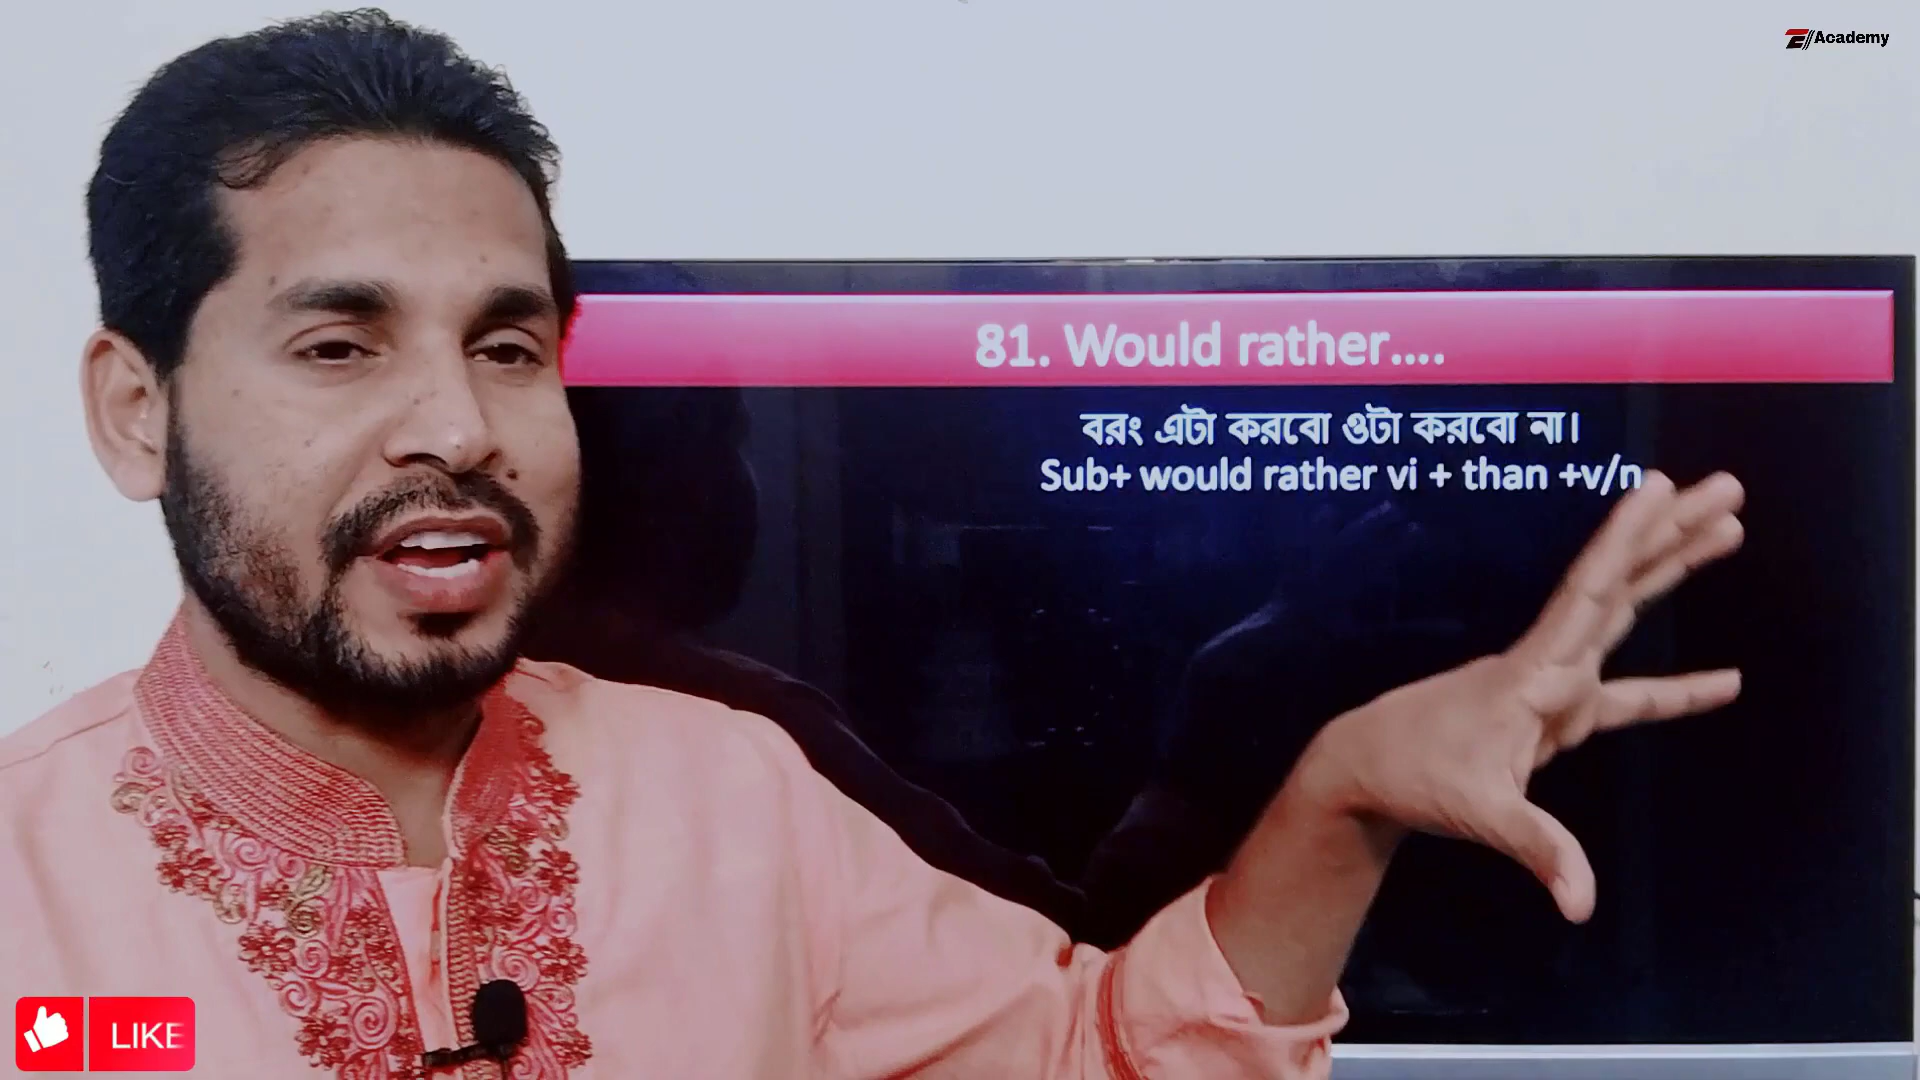 Academy
81. Would rather....
বরং এটা করবো ওটা করবো না।
Sub+ would rather vi + than +v/n
LIKE